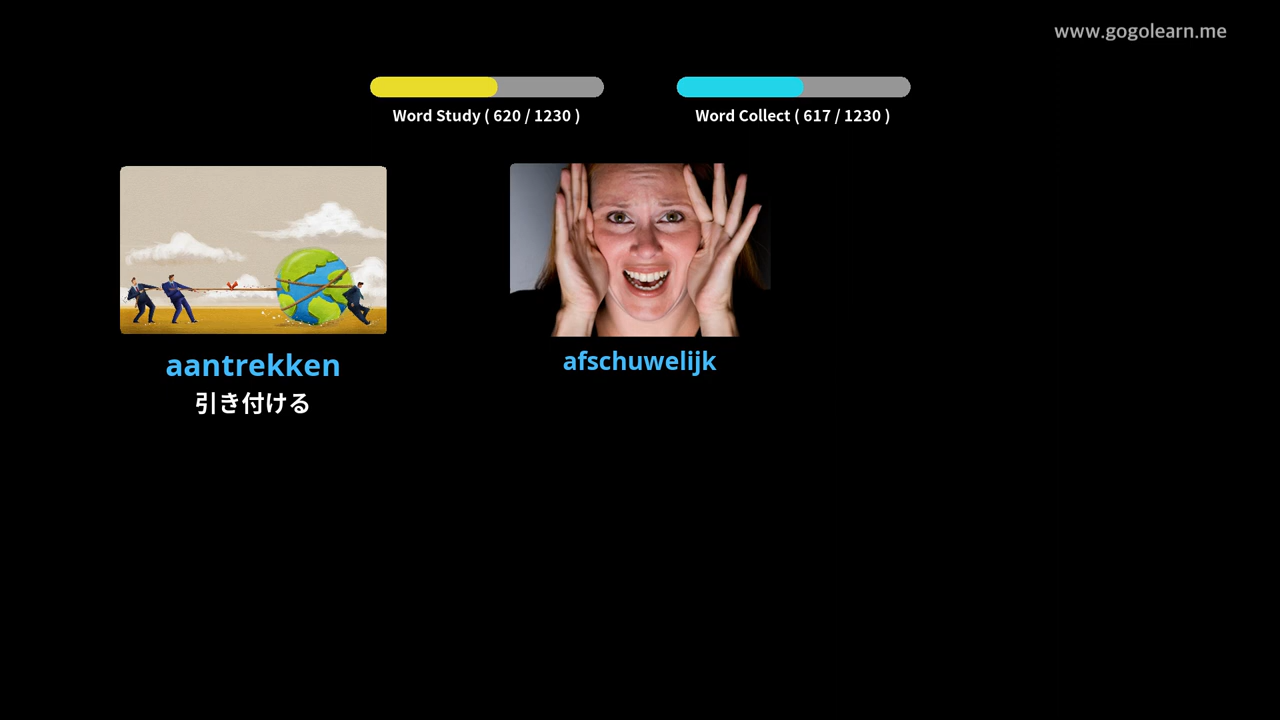 www.gogolearn.me
Word Study ( 620 / 1230 )
Word Collect ( 617 / 1230 )
aantrekken
引き付ける
afschuwelijk